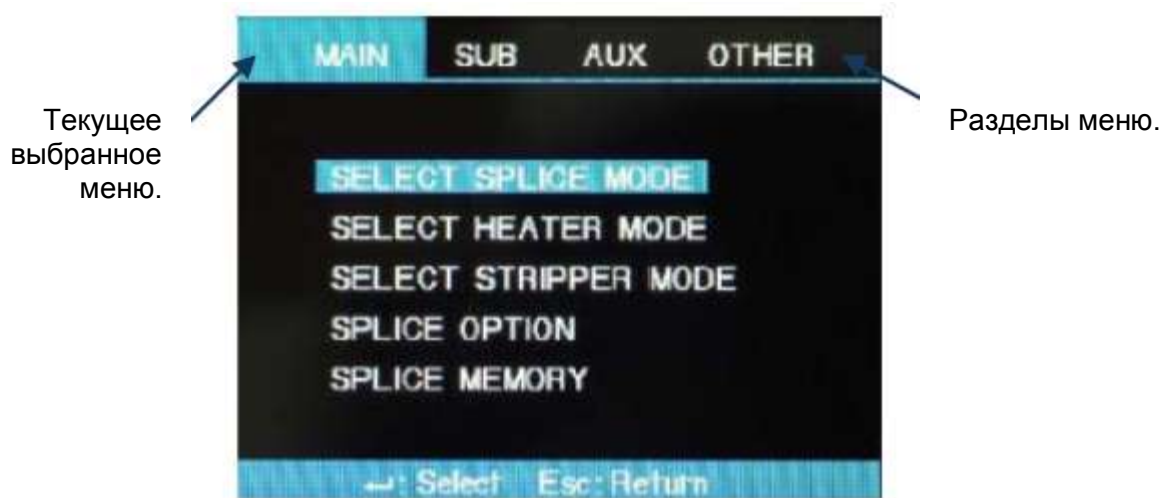 MAIN SUB AUX OTHER
Текущее
выбранное
меню.
Разделы меню.
SELECT SPLICE MODE
SELECT HEATER MODE
SELECT STRIPPER MODE
SPLICE OPTION
SPLICE MEMORY
↵: Select Esc: Return